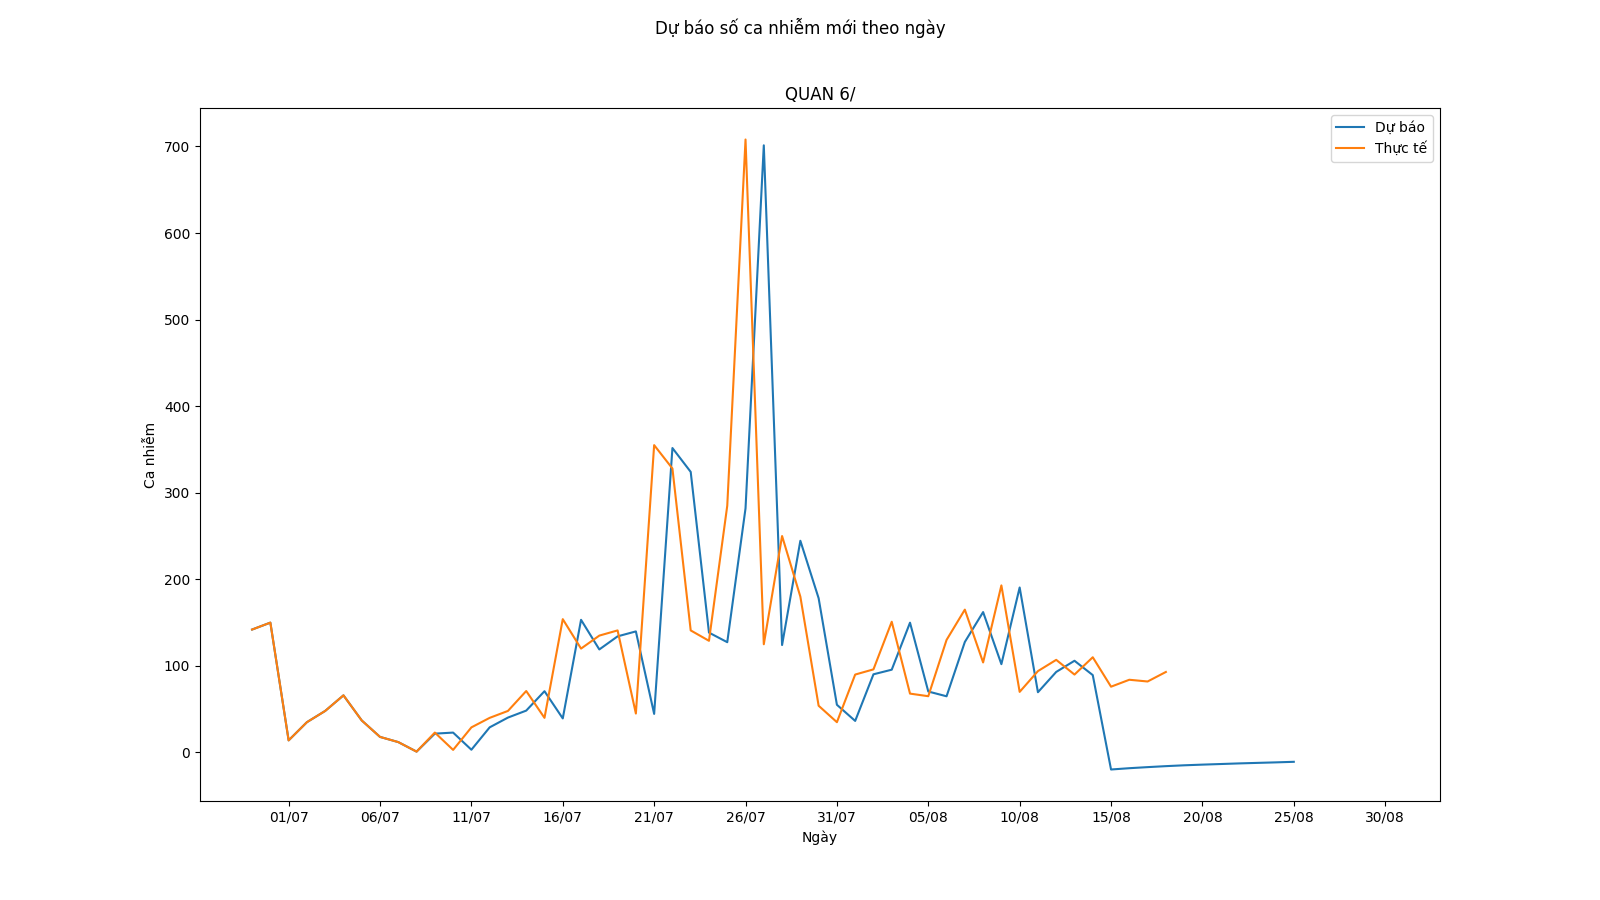 Dự báo số ca nhiễm mới theo ngày
QUAN 6/
Dự báo
Thực tế
700
600
500
400
300
200
100
0
Ca nhiễm
01/07 06/07 11/07 16/07 21/07 26/07 31/07 05/08 10/08 15/08 20/08 25/08 30/08
Ngày